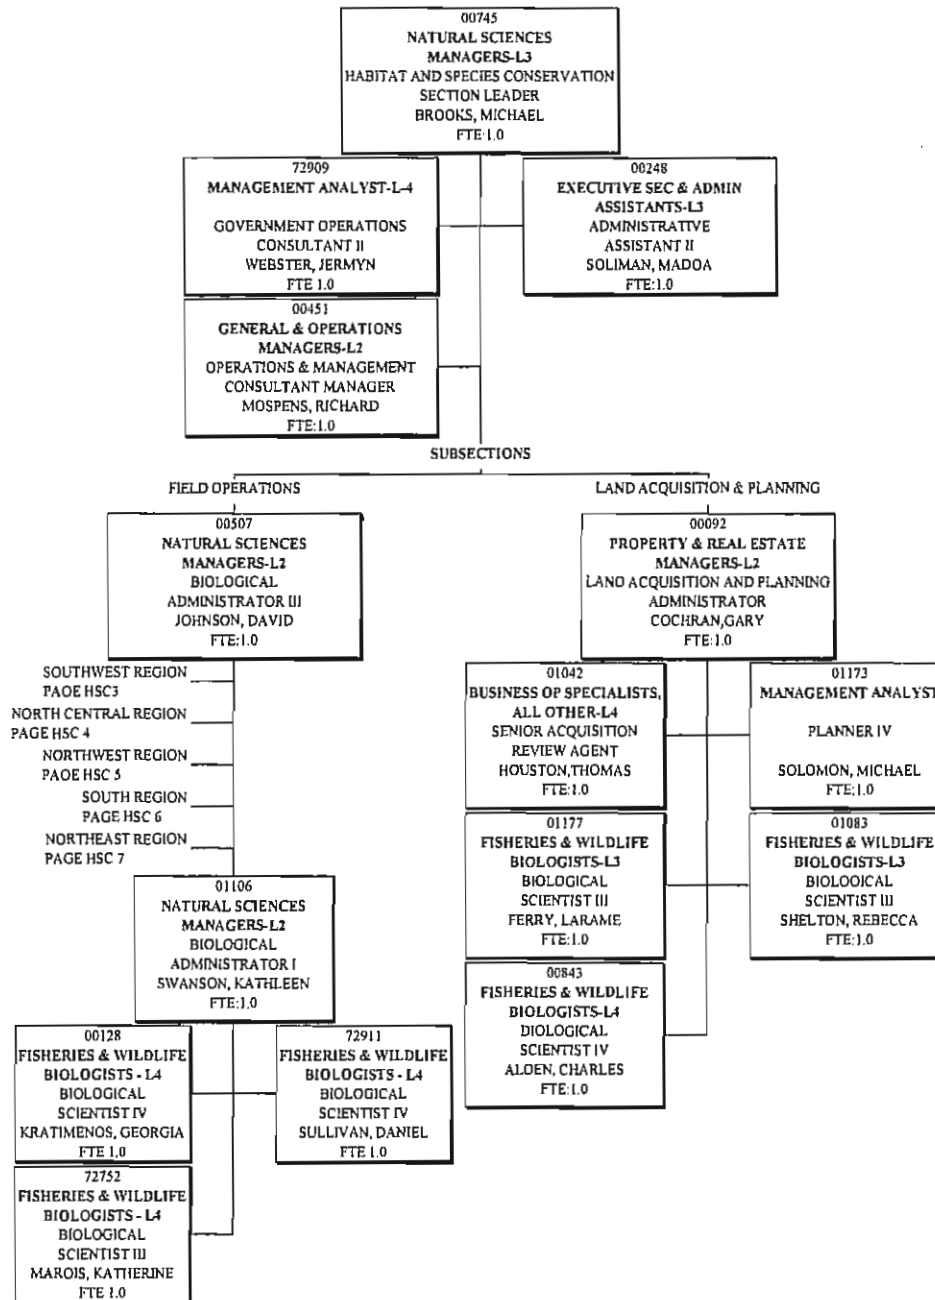 00745
NATURAL SCIENCES
MANAGERS-L3
HABITAT AND SPECIES CONSERVATION
SECTION LEADER
BROOKS, MICHAEL
FTE:1.0
72909
MANAGEMENT ANALYST-L-4
GOVERNMENT OPERATIONS
CONSULTANT II
WEBSTER, JERMYN
FTE 1.0
00248
EXECUTIVE SEC & ADMIN
ASSISTANTS-L3
ADMINISTRATIVE
ASSISTANT II
SOLIMAN, MADOA
FTE:1.0
00451
GENERAL & OPERATIONS
MANAGERS-L2
OPERATIONS & MANAGEMENT
CONSULTANT MANAGER
MOSPENS, RICHARD
FTE:1.0
SUBSECTIONS
FIELD OPERATIONS
LAND ACQUISITION & PLANNING
00507
NATURAL SCIENCES
MANAGERS-L2
BIOLOGICAL
ADMINISTRATOR III
JOHNSON, DAVID
FTE:1.0
00092
PROPERTY & REAL ESTATE
MANAGERS-L2
LAND ACQUISITION AND PLANNING
ADMINISTRATOR
COCHRAN,GARY
FTE:1.0
SOUTHWEST REGION
PAOE HSC3
NORTH CENTRAL REGION
PAGE HSC 4
NORTHWEST REGION
PAOE HSC 5
SOUTH REGION
PAGE HSC 6
NORTHEAST REGION
PAGE HSC 7
01042
BUSINESS OP SPECIALISTS,
ALL OTHER-L4
SENIOR ACQUISITION
REVIEW AGENT
HOUSTON,THOMAS
FTE:1.0
01173
MANAGEMENT ANALYST
PLANNER IV
SOLOMON, MICHAEL
FTE:1.0
01177
FISHERIES & WILDLIFE
BIOLOGISTS-L3
BIOLOGICAL
SCIENTIST III
FERRY, LARAME
FTE:1.0
01083
FISHERIES & WILDLIFE
BIOLOGISTS-L3
BIOLOOICAL
SCIENTIST III
SHELTON, REBECCA
FTE:1.0
01106
NATURAL SCIENCES
MANAGERS-L2
BIOLOGICAL
ADMINISTRATOR I
SWANSON, KATHLEEN
FTE:1.0
00843
FISHERIES & WILDLIFE
BIOLOGISTS-L4
DIOLOGICAL
SCIENTIST IV
ALOEN, CHARLES
FTE:1.0
00128
FISHERIES & WILDLIFE
BIOLOGISTS - L4
BIOLOGICAL
SCIENTIST IV
KRATIMENOS, GEORGIA
FTE 1.0
72911
FISHERIES & WILDLIFE
BIOLOGISTS - L4
BIOLOGICAL
SCIENTIST IV
SULLIVAN, DANIEL
FTE 1.0
72752
FISHERIES & WILDLIFE
BIOLOGISTS - L4
BIOLOGICAL
SCIENTIST III
MAROIS, KATHERINE
FTE 1.0